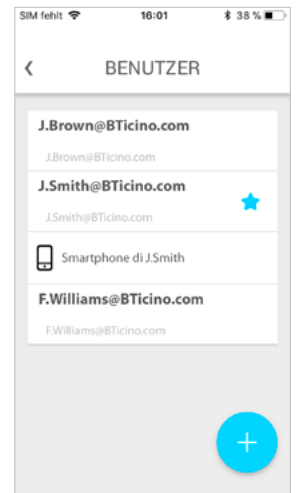 SIM fehlt 16:01 38 %
BENUTZER
J.Brown@BTicino.com
J.Brown@BTicino.com
J.Smith@BTicino.com
J.Smith@BTicino.com
Smartphone di J.Smith
F.Williams@BTicino.com
F.Williams@BTicino.com